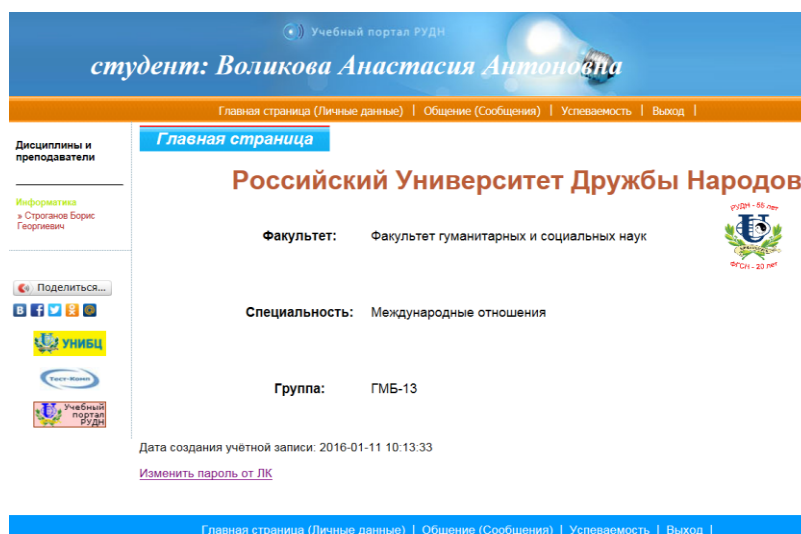 Учебный портал РУДН
студент: Воликова Анастасия Антоновна
Главная страница (Личные данные) | Общение (Сообщения) | Успеваемость | Выход |
Дисциплины и
преподаватели
Информатика
» Строганов Борис
Георгиевич
Поделиться...
УНИБЦ
Тест-Комп
Учебный
портал
РУДН
Главная страница
Российский Университет Дружбы Народов
РУДН - 55 лет
ФГСН - 20 лет
Факультет: Факультет гуманитарных и социальных наук
Специальность: Международные отношения
Группа: ГМБ-13
Дата создания учётной записи: 2016-01-11 10:13:33
Изменить пароль от ЛК
Главная страница (Личные данные) | Общение (Сообщения) | Успеваемость | Выход |